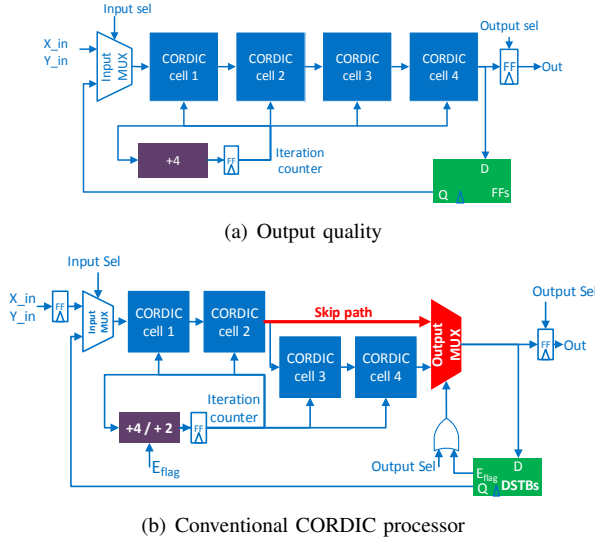 Input sel
Output sel
X_in
Y_in
Input
MUX
CORDIC
cell 1
CORDIC
cell 2
CORDIC
cell 3
CORDIC
cell 4
FF
Out
+4
FF
Iteration
counter
D
Q
FFs
(a) Output quality
Input Sel
Output Sel
X_in
Y_in
FF
Input
MUX
CORDIC
cell 1
CORDIC
cell 2
Skip path
CORDIC
cell 3
CORDIC
cell 4
Output
MUX
FF
Out
Iteration
counter
+4 / + 2
FF
Eflag
Output Sel
D
Eflag
Q
DSTBs
(b) Conventional CORDIC processor